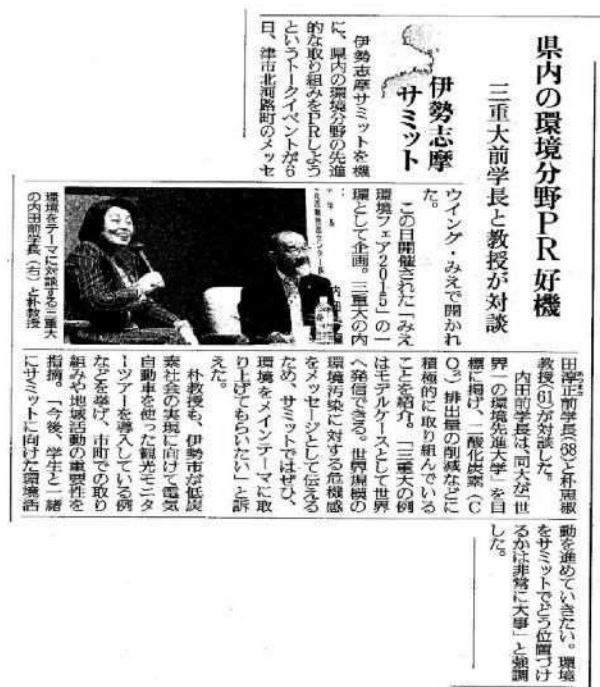 県内の環境分野PR 好機
三重大前学長と教授が対談
伊勢志摩
サミット
伊勢志摩サミットを機
に、県内の環境分野の先進
的な取り組みをPRしよう
というトークイベントが6
日、津市北河路町のメッセ
ウイング・みえで開かれ
た。
この日開催された「みえ
環境フェア2015」の一
環として企画。三重大の内
田淳正前学長(68)と朴恵淑
教授(61)が対談した。
内田前学長は、同大が「世
界一の環境先進大学」を目
標に掲げ、二酸化炭素(C
O₂)排出量の削減などに
積極的に取り組んでいる
ことを紹介。「三重大の例
はモデルケースとして世界
へ発信できる。世界規模の
環境汚染に対する危機感
をメッセージとして伝える
ため、サミットではぜひ、
環境をメインテーマに取
り上げてもらいたい」と訴
えた。
朴教授も、伊勢市が低炭
素社会の実現に向けて電気
自動車を使った観光モニタ
ーツアーを導入している例
などを挙げ、市町での取り
組みや地域活動の重要性を
指摘。「今後、学生と一緒
にサミットに向けた環境活
動を進めていきたい。環境
をサミットでどう位置づけ
るかは非常に大事」と強調
した。
環境をテーマに対談する三重大
の内田前学長(右)と朴教授
内田